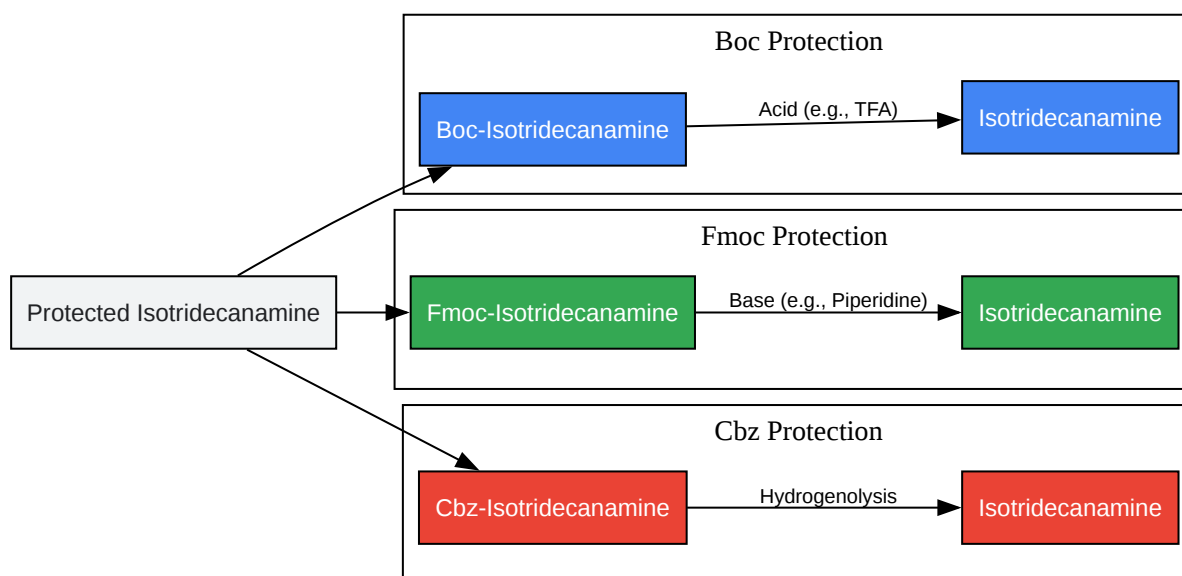 Boc Protection
Boc-Isotridecanamine
Acid (e.g., TFA)
Isotridecanamine
Protected Isotridecanamine
Fmoc Protection
Fmoc-Isotridecanamine
Base (e.g., Piperidine)
Isotridecanamine
Cbz Protection
Cbz-Isotridecanamine
Hydrogenolysis
Isotridecanamine